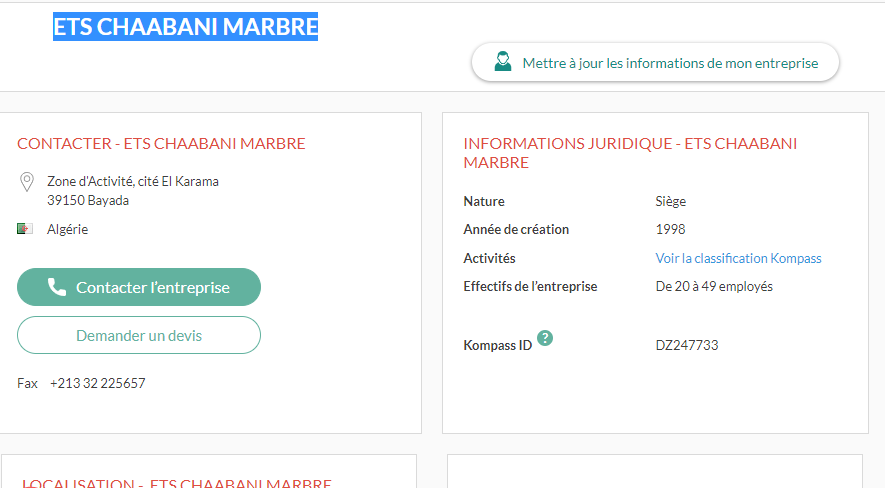 ETS CHAABANI MARBRE
Mettre à jour les informations de mon entreprise
CONTACTER - ETS CHAABANI MARBRE
Zone d'Activité, cité El Karama
39150 Bayada
Algérie
Contacter l'entreprise
Demander un devis
Fax +213 32 225657
INFORMATIONS JURIDIQUE - ETS CHAABANI
MARBRE
Nature Siège
Année de création 1998
Activités Voir la classification Kompass
Effectifs de l'entreprise De 20 à 49 employés
Kompass ID ? DZ247733
LOCALISATION - ETS CHAABANI MARBRE